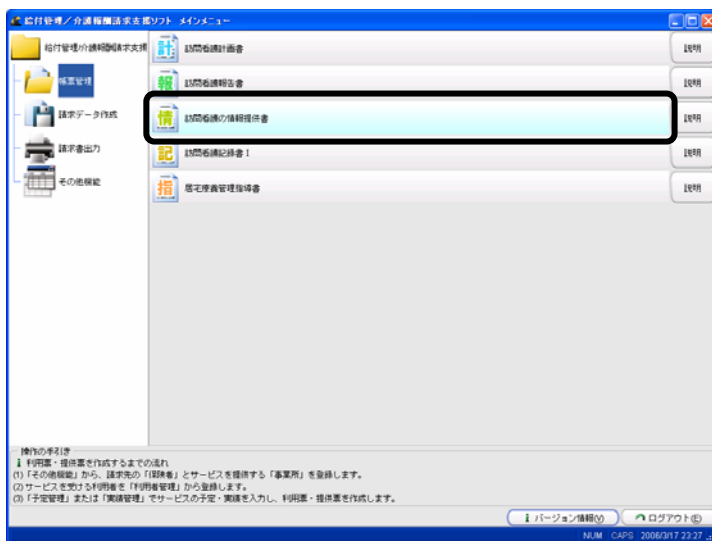 給付管理／介護報酬請求支援ソフト メインメニュー
給付管理/介護報酬請求支援
帳票管理
請求データ作成
請求書出力
その他機能
計 訪問看護計画書 説明
報 訪問看護報告書 説明
情 訪問看護の情報提供書 説明
記 訪問看護記録書Ⅰ 説明
指 居宅療養管理指導書 説明
操作の手引き
i 利用票・提供票を作成するまでの流れ
(1)「その他機能」から、請求先の「保険者」とサービスを提供する「事業所」を登録します。
(2)サービスを受ける利用者を「利用者管理」から登録します。
(3)「予定管理」または「実績管理」でサービスの予定・実績を入力し、利用票・提供票を作成します。
i バージョン情報(V) ログアウト(E)
NUM CAPS 2006/3/17 23:27